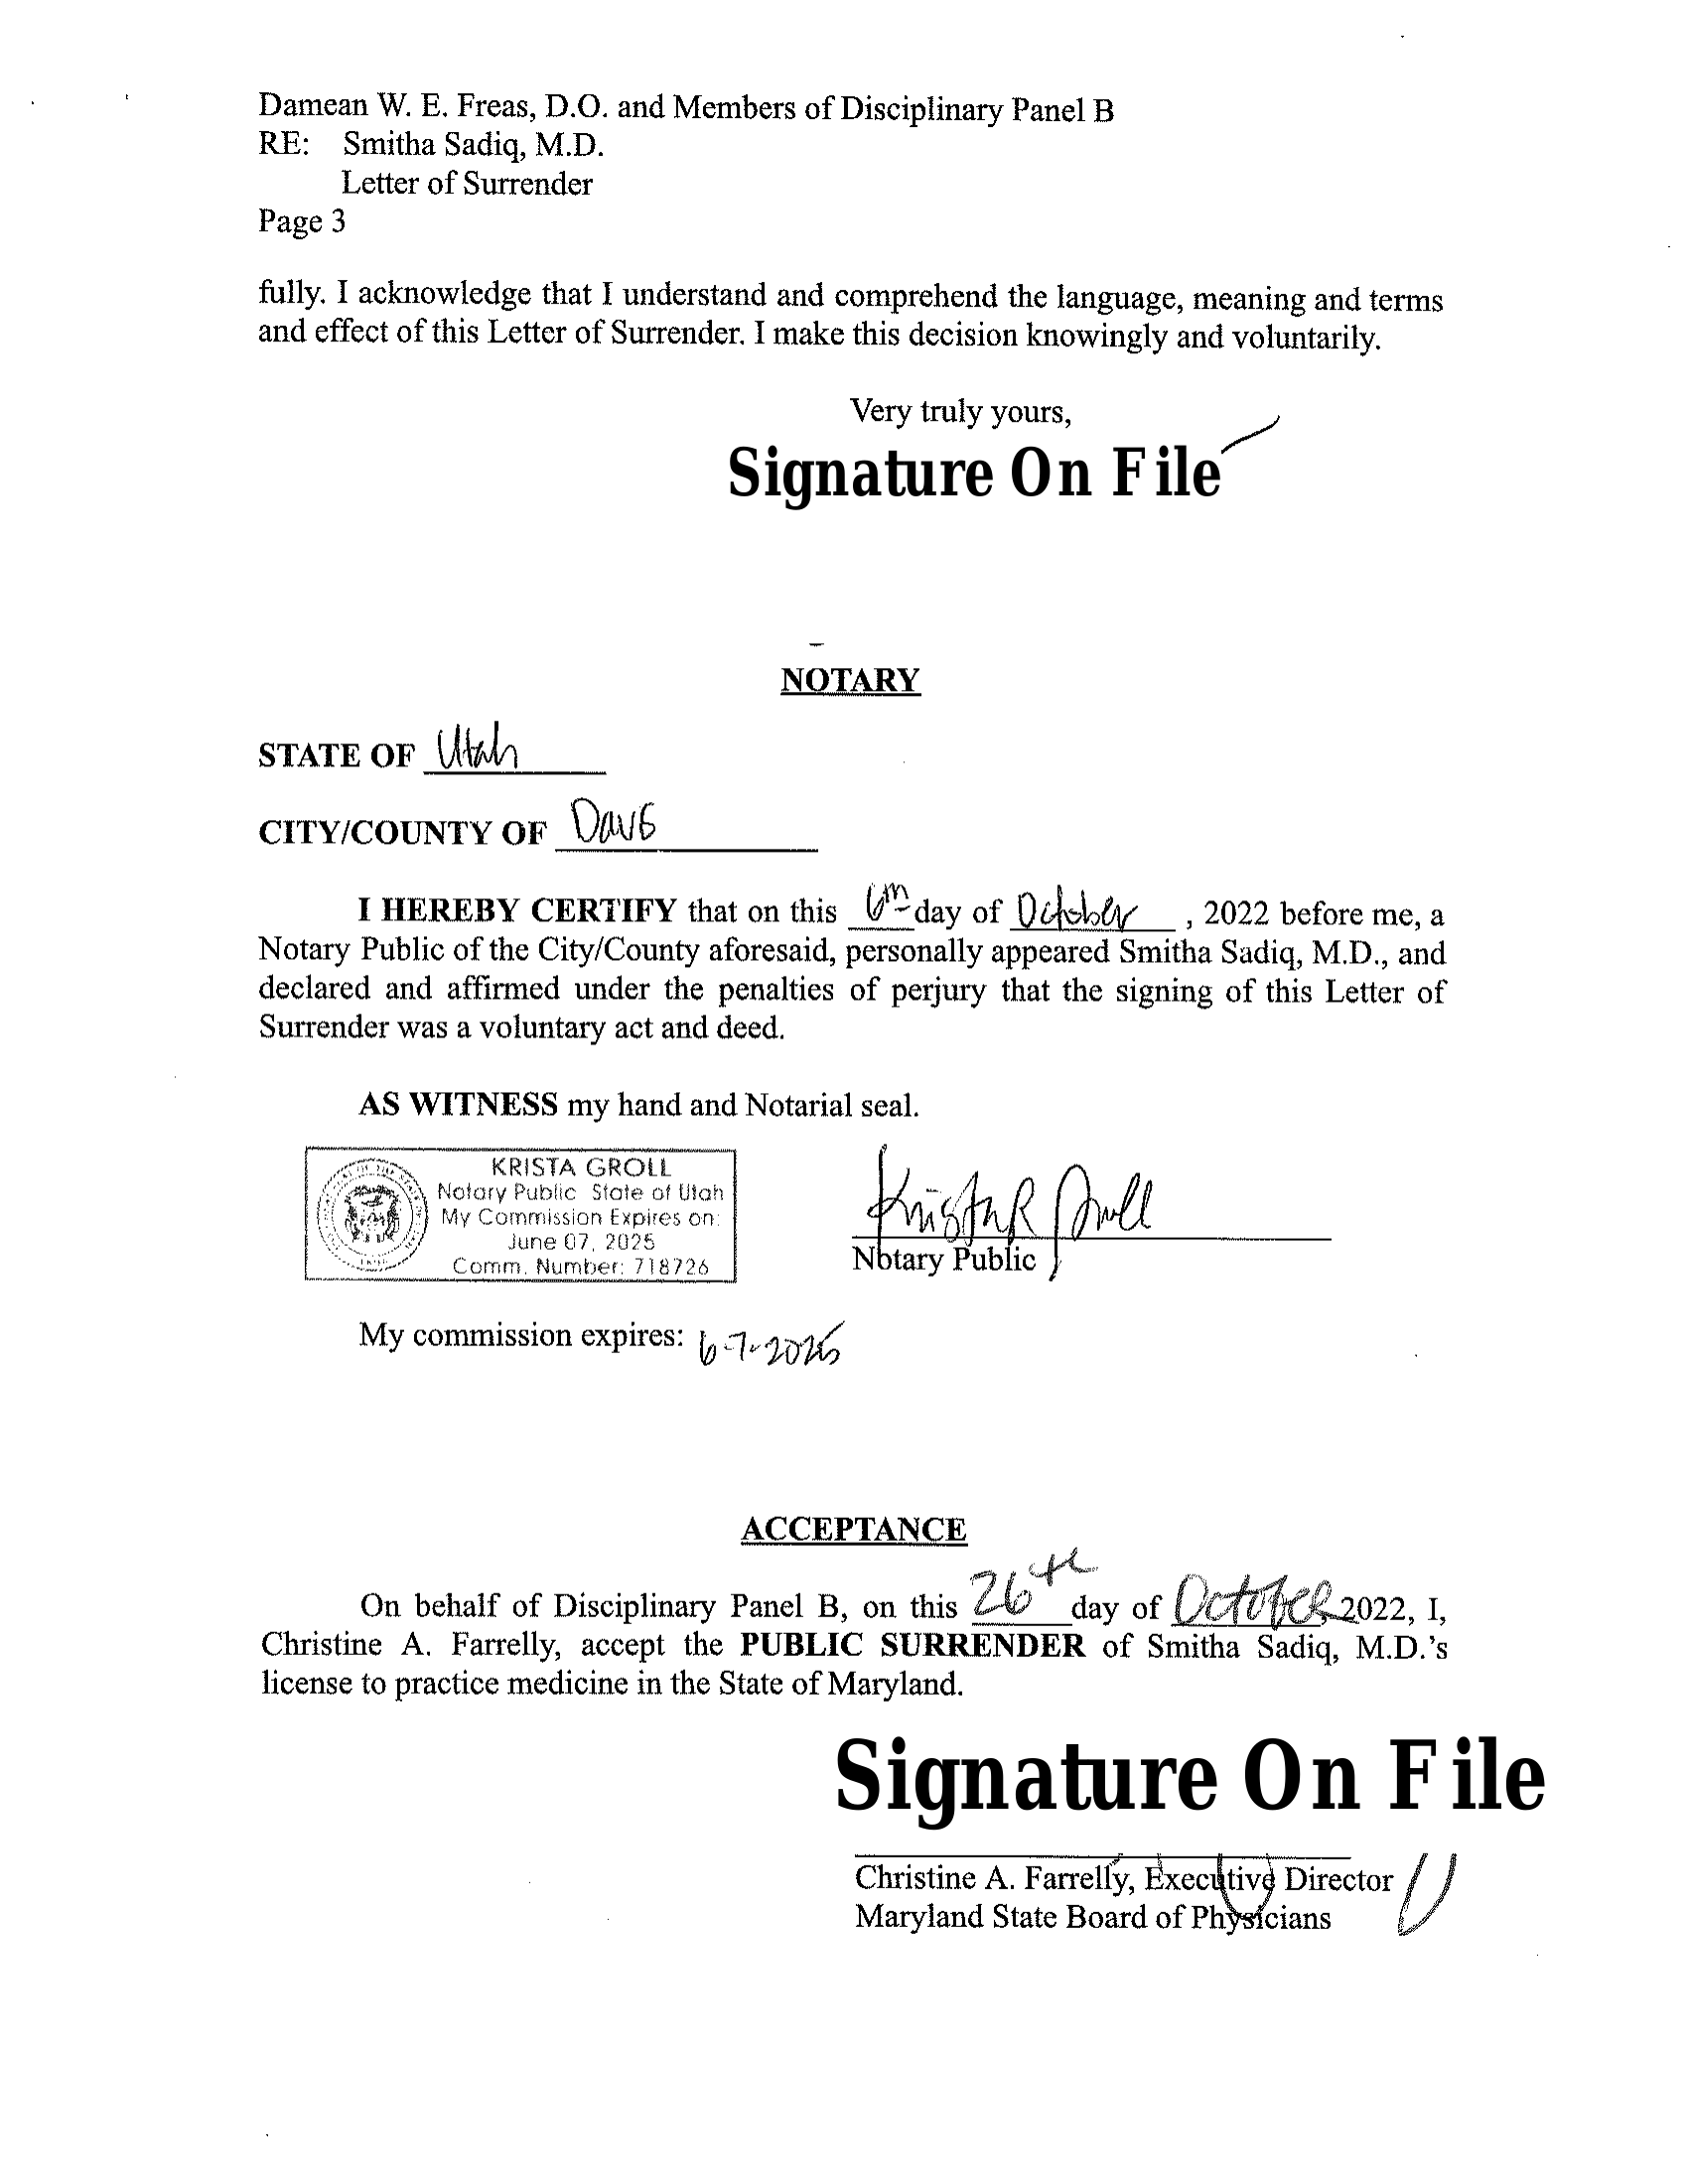 Damean W. E. Freas, D.O. and Members of Disciplinary Panel B
RE: Smitha Sadiq, M.D.
Letter of Surrender
Page 3
fully. I acknowledge that I understand and comprehend the language, meaning and terms
and effect of this Letter of Surrender. I make this decision knowingly and voluntarily.
Very truly yours,
Signature On File
NOTARY
STATE OF Utah
CITY/COUNTY OF Davis
I HEREBY CERTIFY that on this 6th day of October, 2022 before me, a
Notary Public of the City/County aforesaid, personally appeared Smitha Sadiq, M.D., and
declared and affirmed under the penalties of perjury that the signing of this Letter of
Surrender was a voluntary act and deed.
AS WITNESS my hand and Notarial seal.
KRISTA GROLL
Notary Public State of Utah
My Commission Expires on:
June 07, 2025
Comm. Number: 718726
Krista R Groll
Notary Public
My commission expires: 6-7-2025
ACCEPTANCE
On behalf of Disciplinary Panel B, on this 26th day of October, 2022, I,
Christine A. Farrelly, accept the PUBLIC SURRENDER of Smitha Sadiq, M.D.'s
license to practice medicine in the State of Maryland.
Signature On File
Christine A. Farrelly, Executive Director
Maryland State Board of Physicians